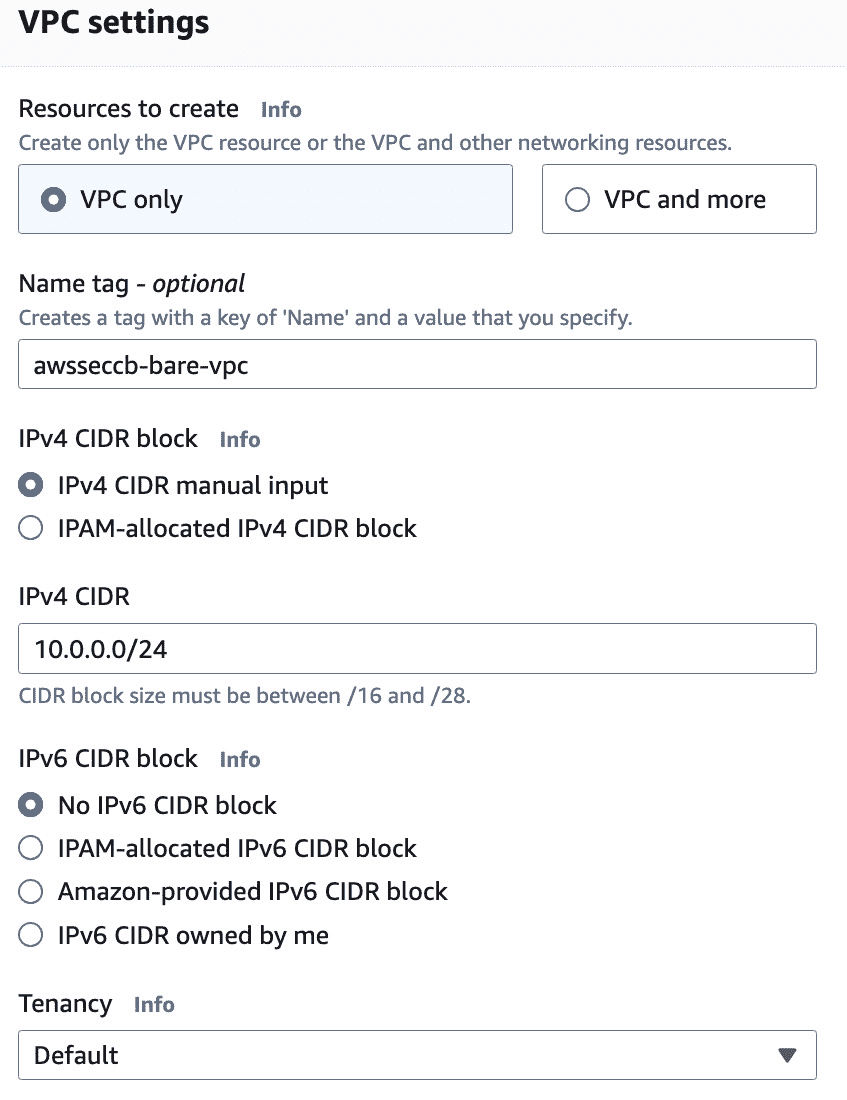 VPC settings
Resources to create Info
Create only the VPC resource or the VPC and other networking resources.
VPC only VPC and more
Name tag - optional
Creates a tag with a key of 'Name' and a value that you specify.
awsseccb-bare-vpc
IPv4 CIDR block Info
IPv4 CIDR manual input
IPAM-allocated IPv4 CIDR block
IPv4 CIDR
10.0.0.0/24
CIDR block size must be between /16 and /28.
IPv6 CIDR block Info
No IPv6 CIDR block
IPAM-allocated IPv6 CIDR block
Amazon-provided IPv6 CIDR block
IPv6 CIDR owned by me
Tenancy Info
Default